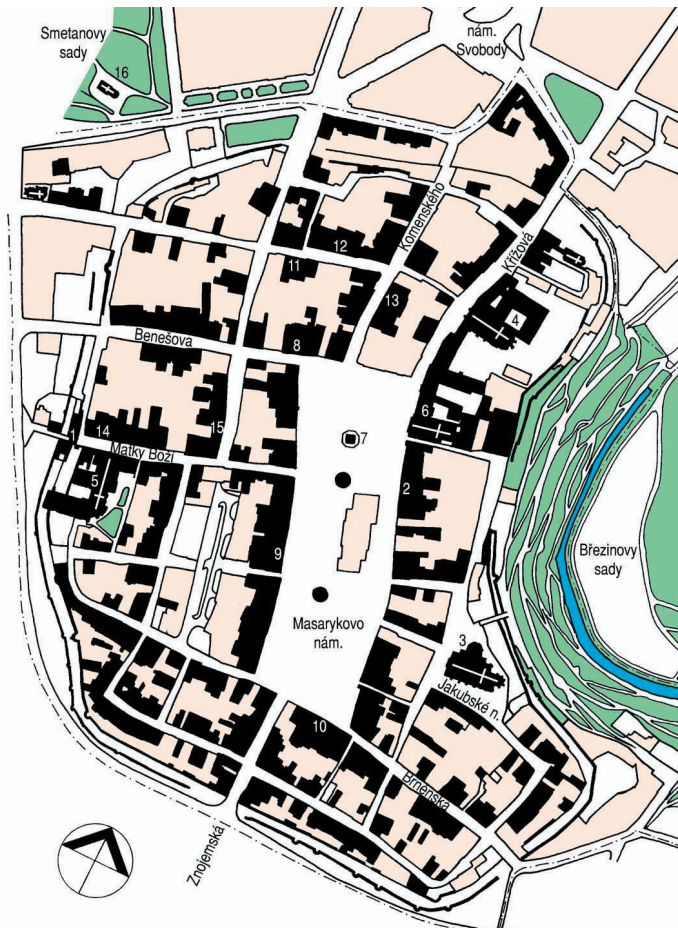 Smetanovy
sady
16
nám.
Svobody
Komenského
Křížová
12
11
13
4
Benešova
8
6
7
14
15
1
Matky Boží
5
2
9
Březinovy
sady
Masarykovo
nám.
3
Jakubské n.
10
Brněnská
Znojemská